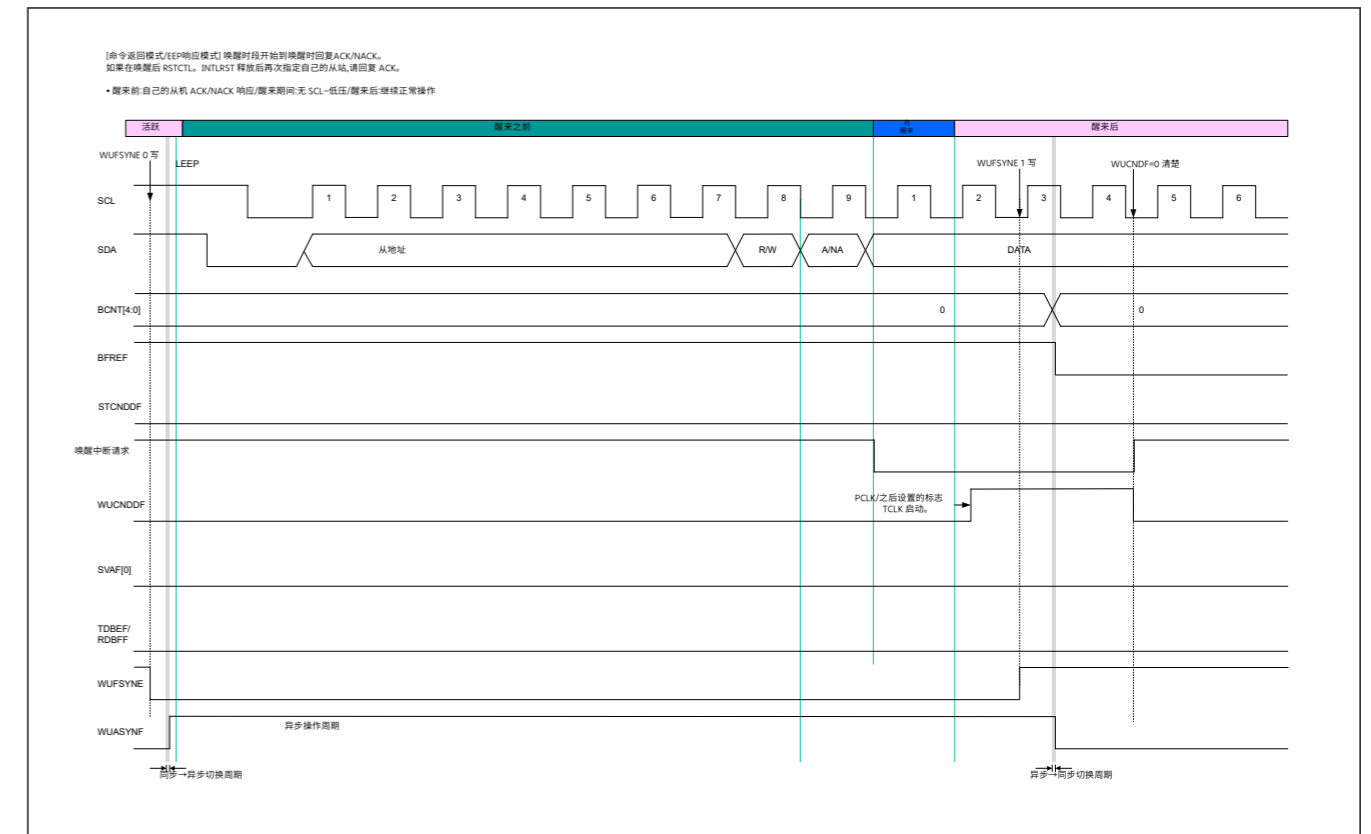 [命令返回模式/EEP响应模式] 唤醒时段开始到唤醒时回复ACK/NACK。
如果在唤醒后 RSTCTL。INTLRST 释放后再次指定自己的从站,请回复 ACK。
• 醒来前:自己的从机 ACK/NACK 响应/醒来期间:无 SCL-低压/醒来后:继续正常操作
活跃 醒来之前 醒来 醒来后
WUFSYNE 0 写 LEEP WUFSYNE 1 写 WUCNDF=0 清楚
SCL 1 2 3 4 5 6 7 8 9 1 2 3 4 5 6
SDA 从地址 R/W A/NA DATA
BCNT[4:0] 0 0
BFREF
STCNDDF
唤醒中断请求
WUCNDDF PCLK/之后设置的标志
TCLK 启动。
SVAF[0]
TDBEF/
RDBFF
WUFSYNE
WUASYNF 异步操作周期
同步→异步切换周期 异步→同步切换周期